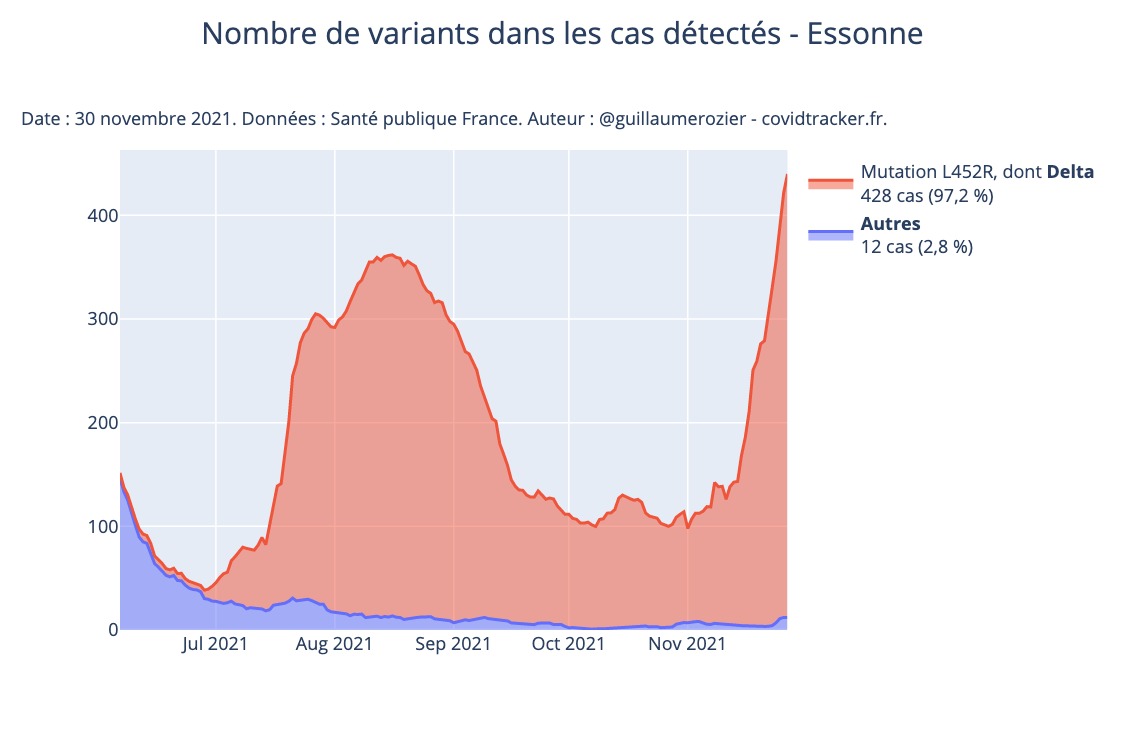 Nombre de variants dans les cas détectés - Essonne
Date : 30 novembre 2021. Données : Santé publique France. Auteur : @guillaumerozier - covidtracker.fr.
Mutation L452R, dont Delta
428 cas (97,2 %)
Autres
12 cas (2,8 %)
400
300
200
100
0
Jul 2021
Aug 2021
Sep 2021
Oct 2021
Nov 2021